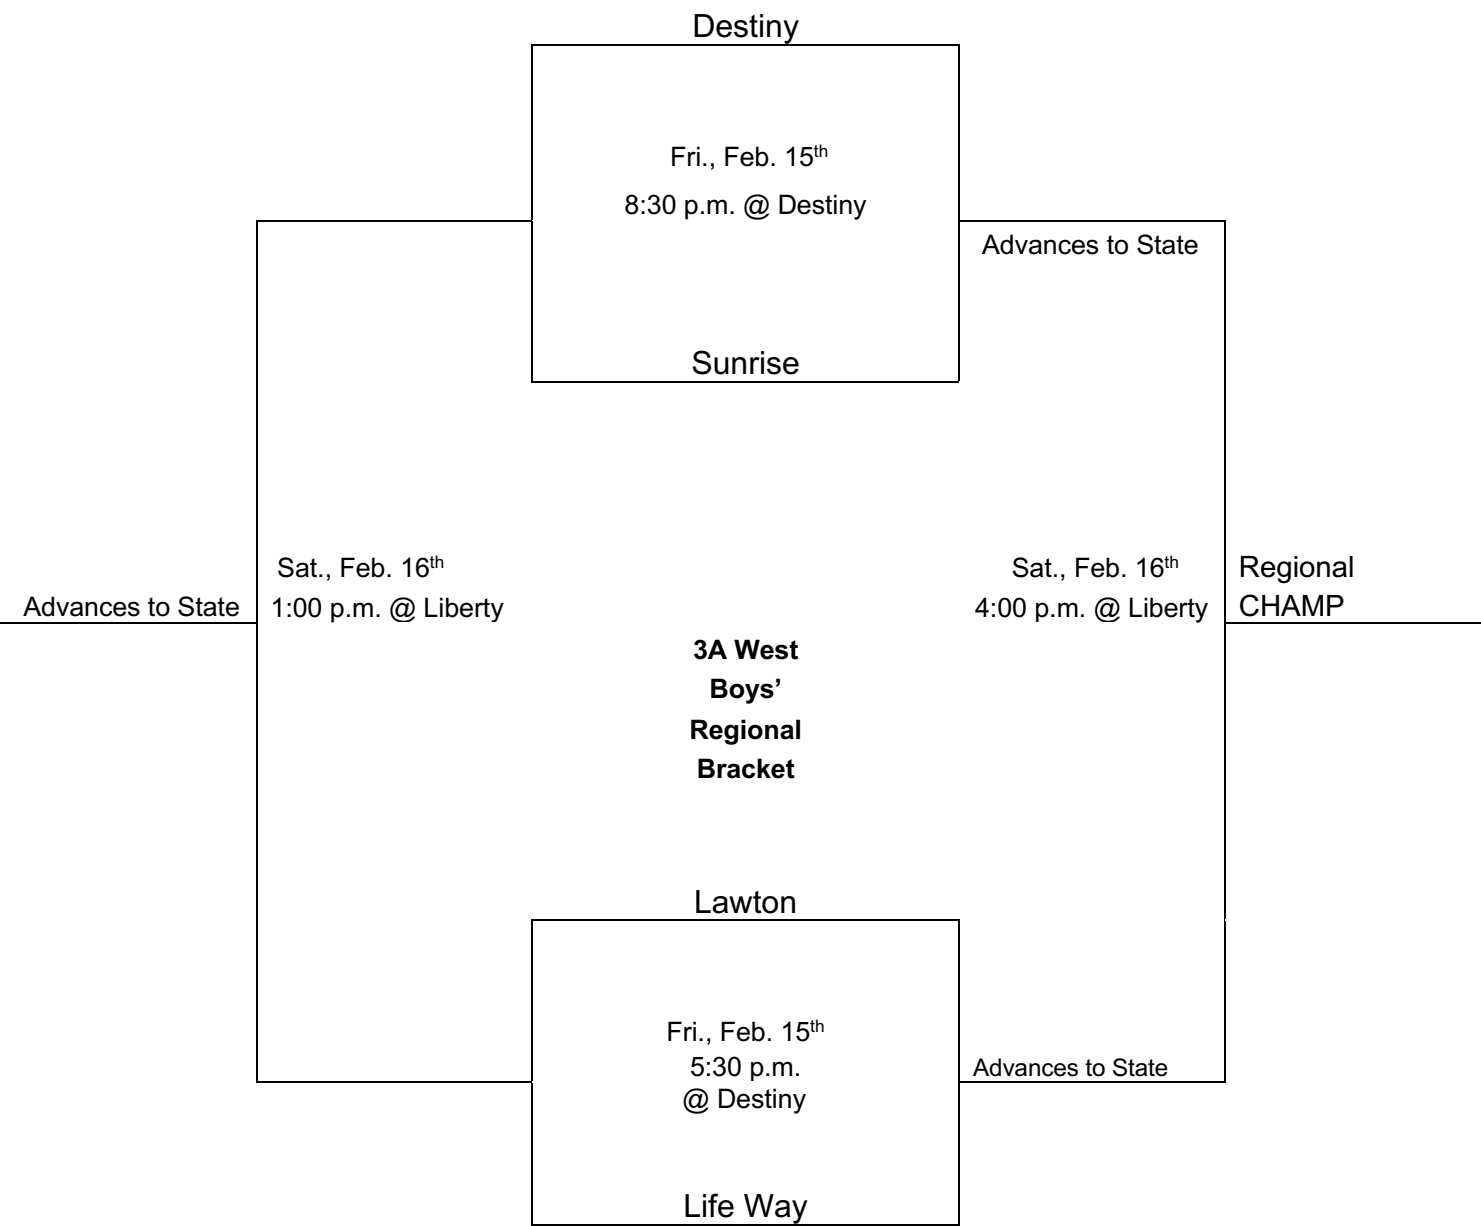 Destiny
Fri., Feb. 15th
8:30 p.m. @ Destiny
Advances to State
Sunrise
Sat., Feb. 16th
1:00 p.m. @ Liberty
Advances to State
Sat., Feb. 16th
4:00 p.m. @ Liberty
Regional
CHAMP
3A West
Boys’
Regional
Bracket
Lawton
Fri., Feb. 15th
5:30 p.m.
@ Destiny
Advances to State
Life Way